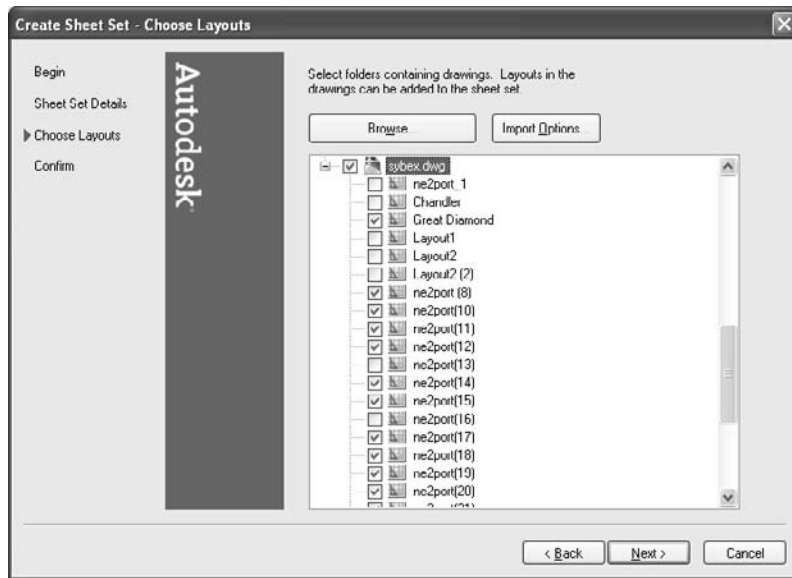 Create Sheet Set - Choose Layouts
Begin
Sheet Set Details
Choose Layouts
Confirm
Autodesk
Select folders containing drawings. Layouts in the
drawings can be added to the sheet set.
Browse...
Import Options...
sybex.dwg
ne2port_1
Chandler
Great Diamond
Layout1
Layout2
Layout2 (2)
ne2port (8)
ne2port(10)
ne2port(11)
ne2port(12)
ne2port(13)
ne2port(14)
ne2port(15)
ne2port(16)
ne2port(17)
ne2port(18)
ne2port(19)
ne2port(20)
< Back
Next >
Cancel